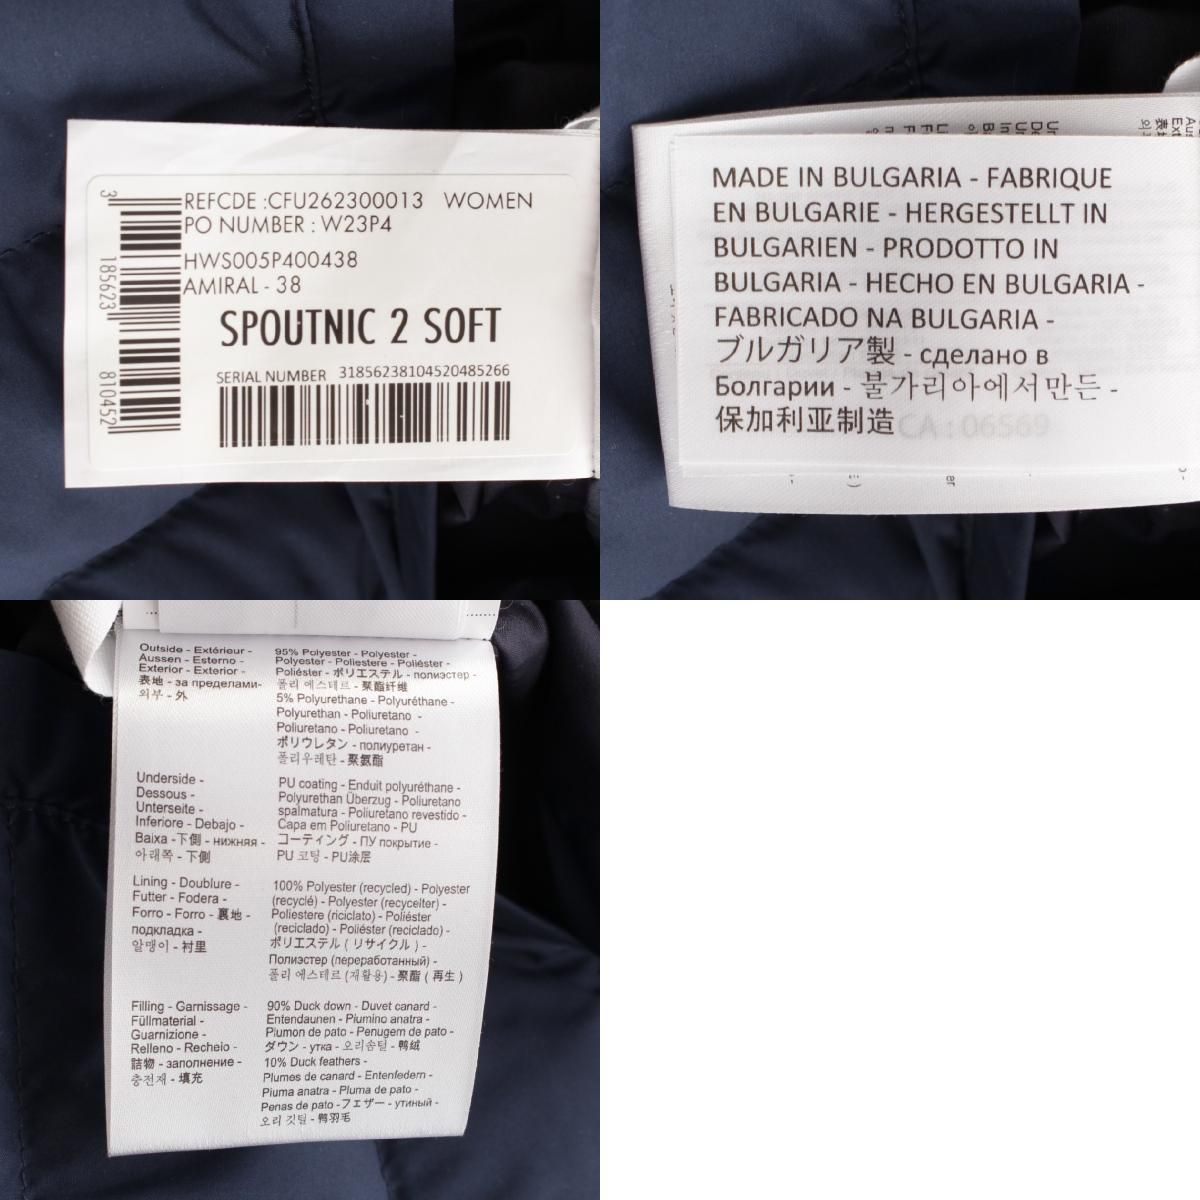 REFCDE :CFU262300013 WOMEN
PO NUMBER : W23P4
HWS005P400438
AMIRAL - 38
SPOUTNIC 2 SOFT
SERIAL NUMBER 31856238104520485266
3 185623 810452
MADE IN BULGARIA - FABRIQUE
EN BULGARIE - HERGESTELLT IN
BULGARIEN - PRODOTTO IN
BULGARIA - HECHO EN BULGARIA -
FABRICADO NA BULGARIA -
ブルガリア製 - сделано в
Болгарии - 불가리아에서만든 -
保加利亚制造
CA : 06569
Outside - Extérieur -
Aussen - Esterno -
Exterior - Exterior -
表地 - за пределами-
외부 - 外
95% Polyester - Polyester -
Polyester - Poliestere - Poliéster -
Poliéster - ポリエステル - полиэстер -
폴리 에스테르 - 聚酯纤维
5% Polyurethane - Polyuréthane -
Polyurethan - Poliuretano -
Poliuretano - Poliuretano -
ポリウレタン - полиуретан -
폴리우레탄 - 聚氨酯
Underside -
Dessous -
Unterseite -
Inferiore - Debajo -
Baixa - 下側 - нижняя -
아래쪽 - 下侧
PU coating - Enduit polyuréthane -
Polyurethan Überzug - Poliuretano
spalmatura - Poliuretano revestido -
Capa em Poliuretano - PU
コーティング - ПУ покрытие -
PU 코팅 - PU涂层
Lining - Doublure -
Futter - Fodera -
Forro - Forro - 裏地 -
подкладка -
알맹이 - 衬里
100% Polyester (recycled) - Polyester
(recyclé) - Polyester (recycelter) -
Poliestere (riciclato) - Poliéster
(reciclado) - Poliéster (reciclado) -
ポリエステル ( リサイクル ) -
Полиэстер (переработанный) -
폴리 에스테르 (재활용) - 聚酯 ( 再生 )
Filling - Garnissage -
Füllmaterial -
Guarnizione -
Relleno - Recheio -
詰物 - заполнение -
충전재 - 填充
90% Duck down - Duvet canard -
Entendaunen - Piumino anatra -
Plumon de pato - Penugem de pato -
ダウン - утка - 오리솜털 - 鸭绒
10% Duck feathers -
Plumes de canard - Entenfedern -
Piuma anatra - Pluma de pato -
Penas de pato - フェザー - утиный -
오리 깃털 - 鸭羽毛